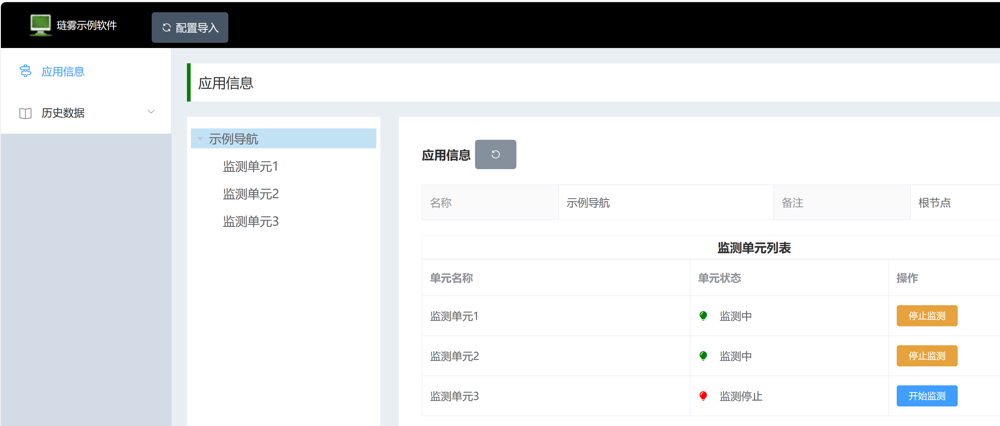 琏雾示例软件
配置导入
应用信息
历史数据
应用信息
示例导航
监测单元1
监测单元2
监测单元3
应用信息
名称 示例导航 备注 根节点
监测单元列表
单元名称 单元状态 操作
监测单元1 监测中 停止监测
监测单元2 监测中 停止监测
监测单元3 监测停止 开始监测